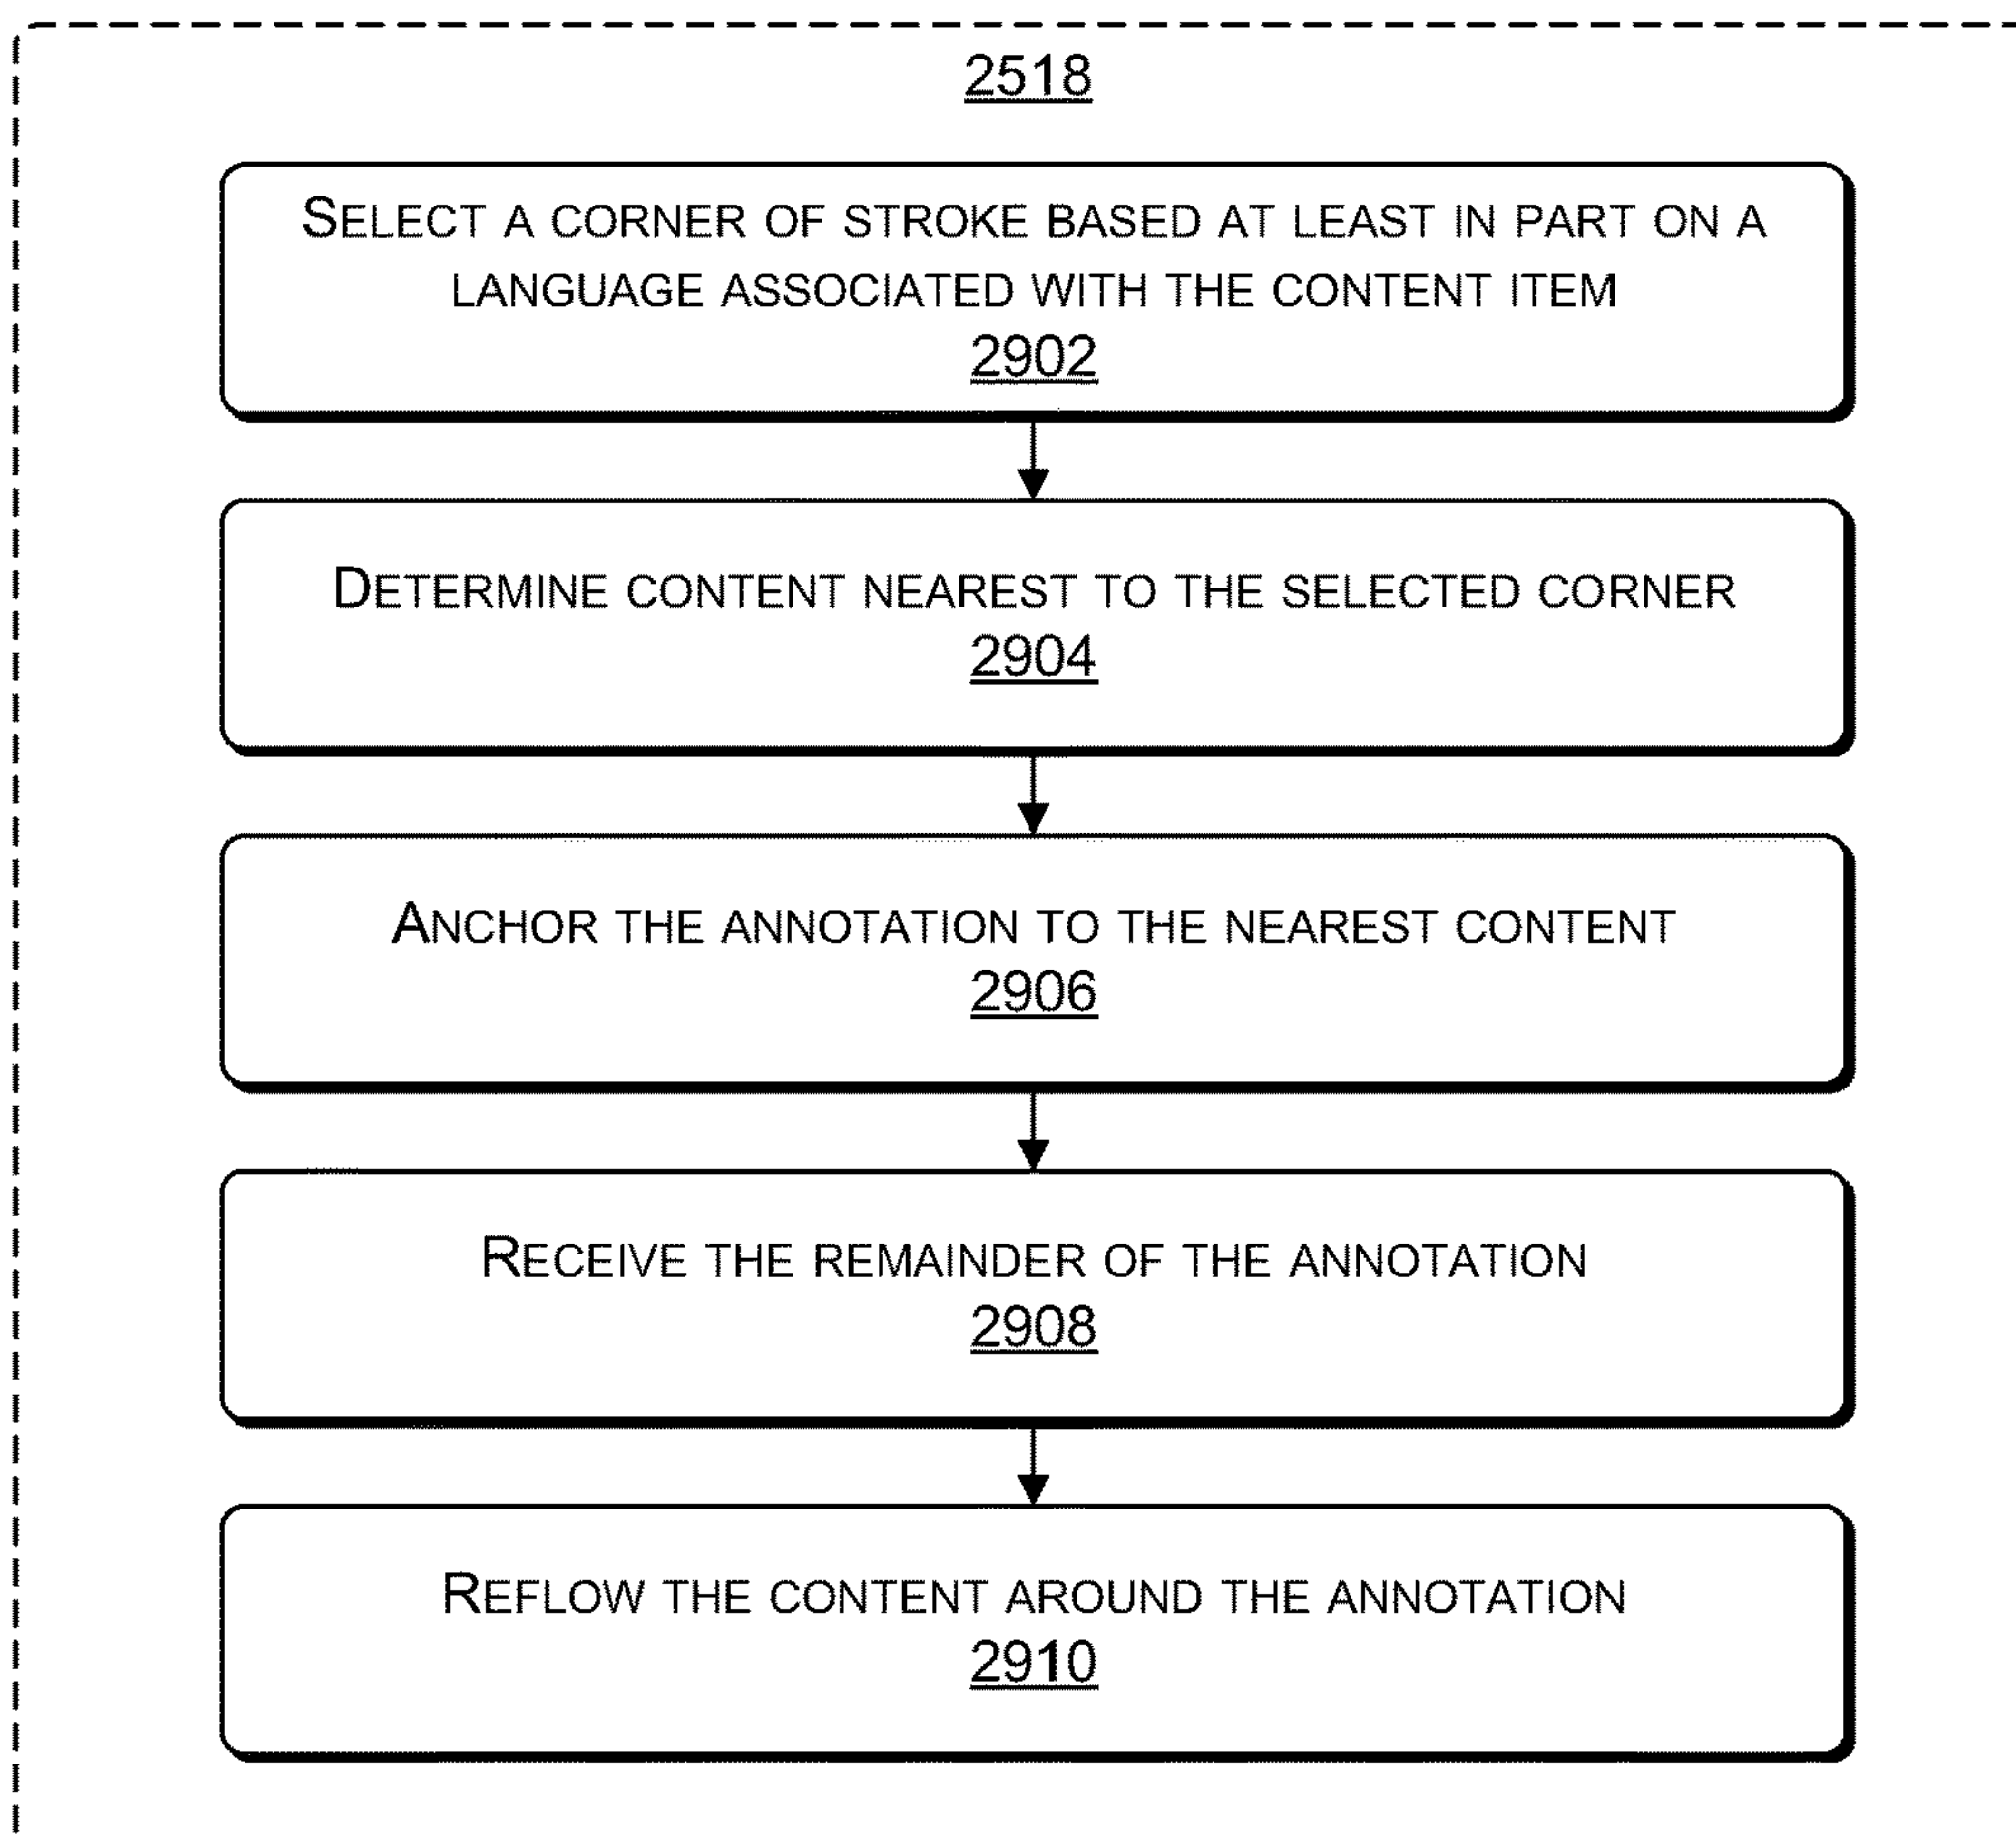 2518
SELECT A CORNER OF STROKE BASED AT LEAST IN PART ON A
LANGUAGE ASSOCIATED WITH THE CONTENT ITEM
2902
DETERMINE CONTENT NEAREST TO THE SELECTED CORNER
2904
ANCHOR THE ANNOTATION TO THE NEAREST CONTENT
2906
RECEIVE THE REMAINDER OF THE ANNOTATION
2908
REFLOW THE CONTENT AROUND THE ANNOTATION
2910